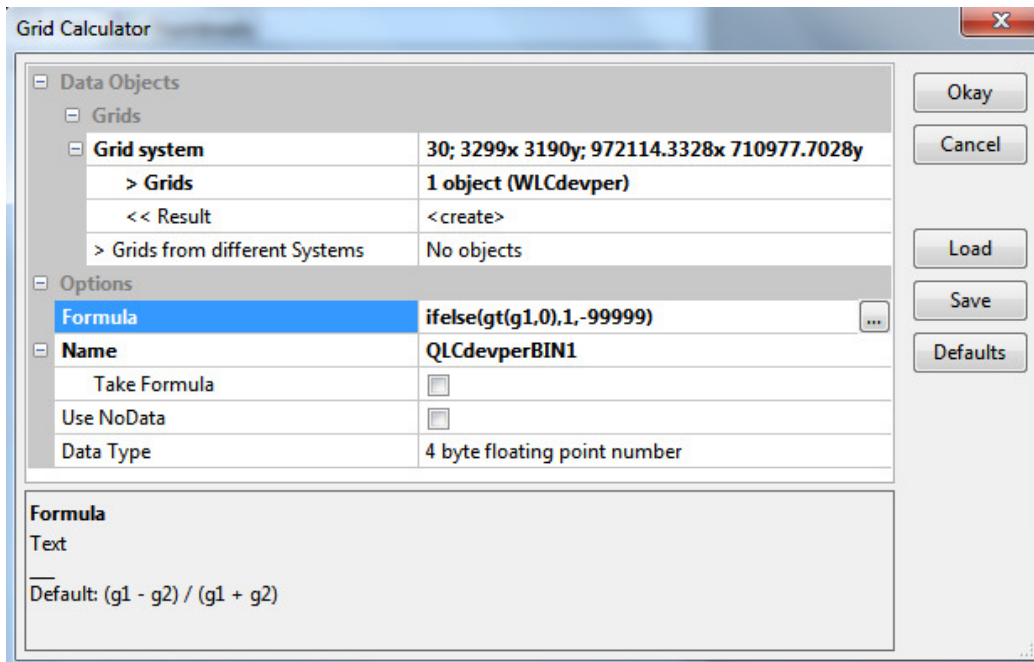 Grid Calculator
Data Objects
Grids
Grid system 30; 3299x 3190y; 972114.3328x 710977.7028y
> Grids 1 object (WLCdevper)
<< Result <create>
> Grids from different Systems No objects
Options
Formula ifelse(gt(g1,0),1,-99999) ...
Name QLCdevperBIN1
Take Formula
Use NoData
Data Type 4 byte floating point number
Okay
Cancel
Load
Save
Defaults
Formula
Text
__
Default: (g1 - g2) / (g1 + g2)